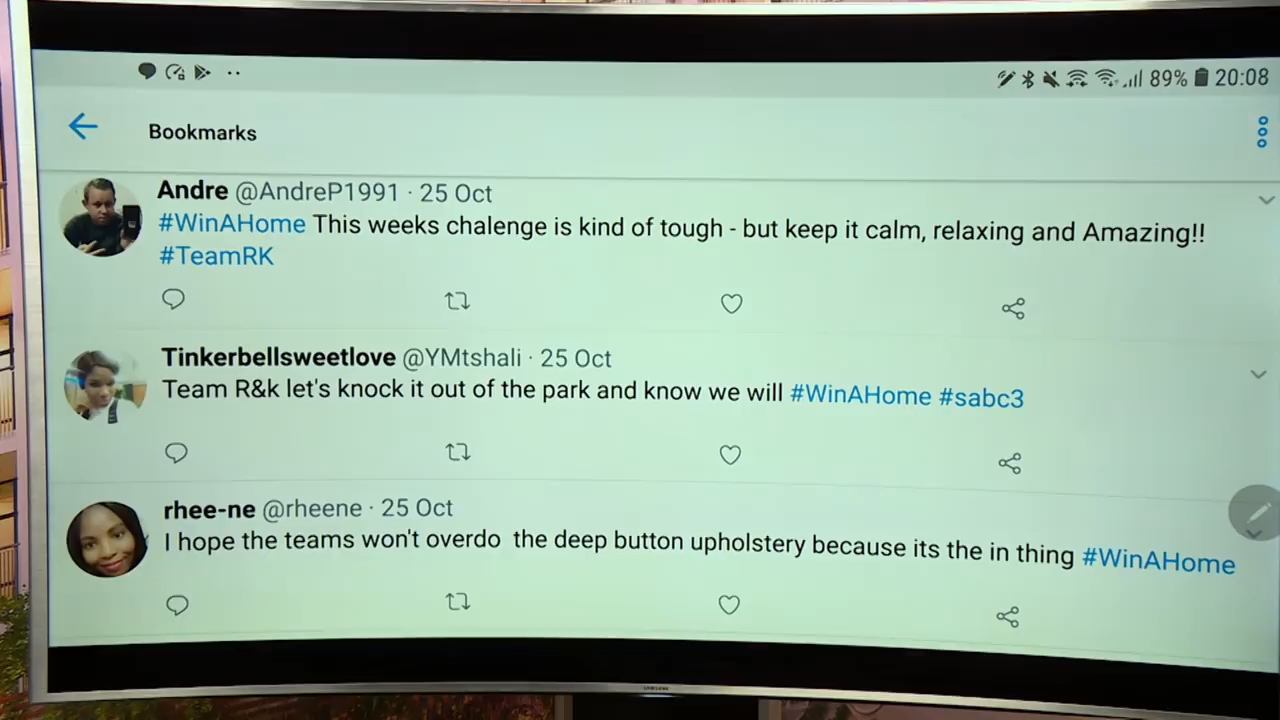 89% 20:08
Bookmarks
Andre @AndreP1991 · 25 Oct
#WinAHome This weeks chalenge is kind of tough - but keep it calm, relaxing and Amazing!!
#TeamRK
Tinkerbellsweetlove @YMtshali · 25 Oct
Team R&k let's knock it out of the park and know we will #WinAHome #sabc3
rhee-ne @rheene · 25 Oct
I hope the teams won't overdo the deep button upholstery because its the in thing #WinAHome
SAMSUNG